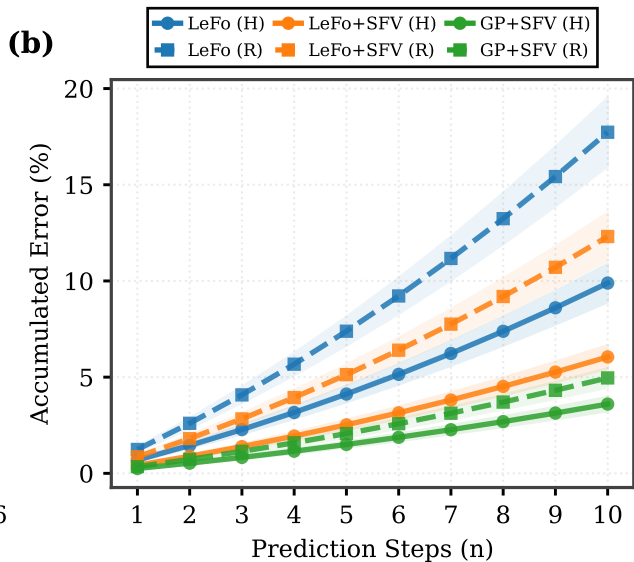 (b)
LeFo (H) LeFo+SFV (H) GP+SFV (H)
LeFo (R) LeFo+SFV (R) GP+SFV (R)
Accumulated Error (%)
20
15
10
5
0
6
1 2 3 4 5 6 7 8 9 10
Prediction Steps (n)